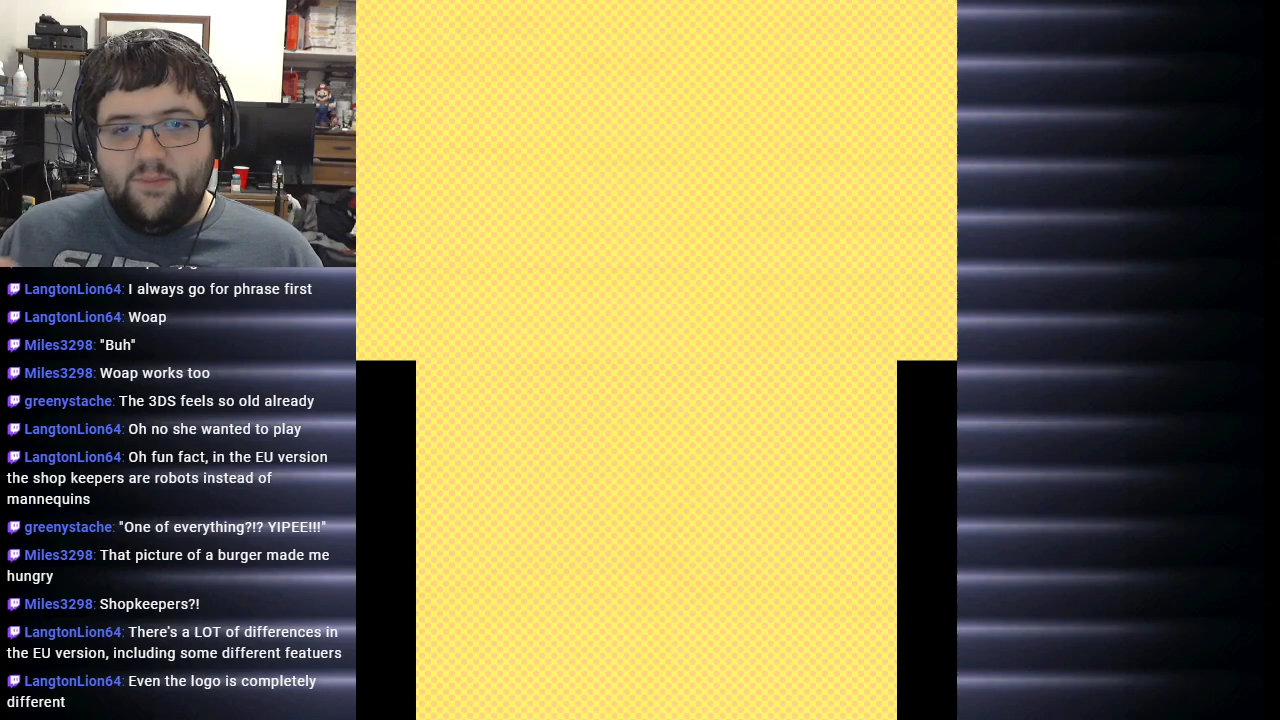 LangtonLion64: I always go for phrase first
LangtonLion64: Woap
Miles3298: "Buh"
Miles3298: Woap works too
greenystache: The 3DS feels so old already
LangtonLion64: Oh no she wanted to play
LangtonLion64: Oh fun fact, in the EU version
the shop keepers are robots instead of
mannequins
greenystache: "One of everything?!? YIPEE!!!"
Miles3298: That picture of a burger made me
hungry
Miles3298: Shopkeepers?!
LangtonLion64: There's a LOT of differences in
the EU version, including some different featuers
LangtonLion64: Even the logo is completely
different